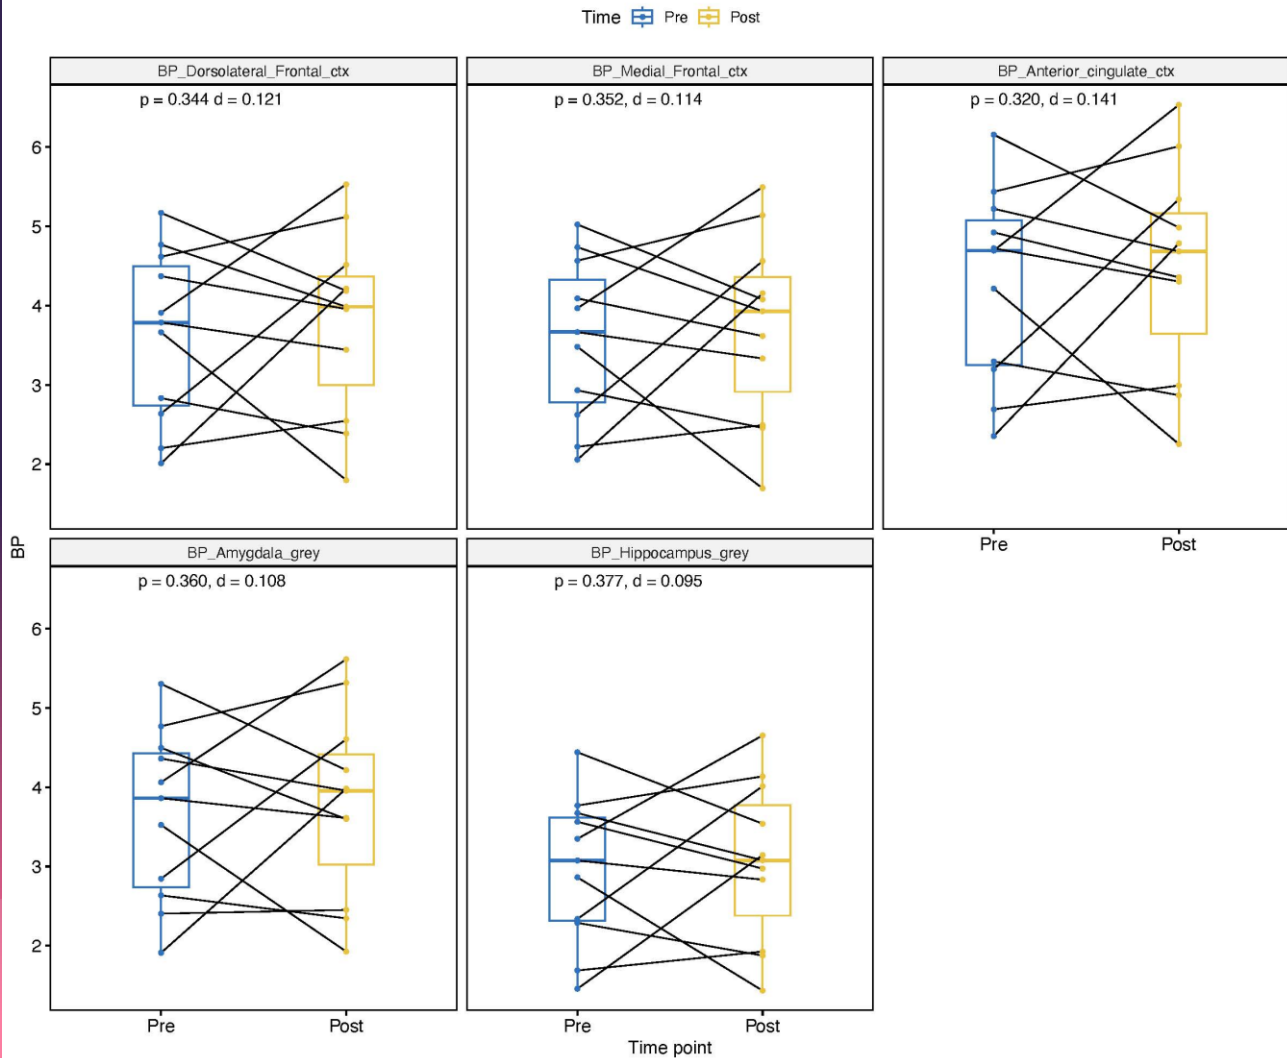 Time Pre Post
BP_Dorsolateral_Frontal_ctx
p = 0.344 d = 0.121
BP_Medial_Frontal_ctx
p = 0.352, d = 0.114
BP_Anterior_cingulate_ctx
p = 0.320, d = 0.141
6
5
4
3
2
Pre
Post
BP
BP_Amygdala_grey
p = 0.360, d = 0.108
BP_Hippocampus_grey
p = 0.377, d = 0.095
6
5
4
3
2
Pre
Post
Pre
Post
Time point